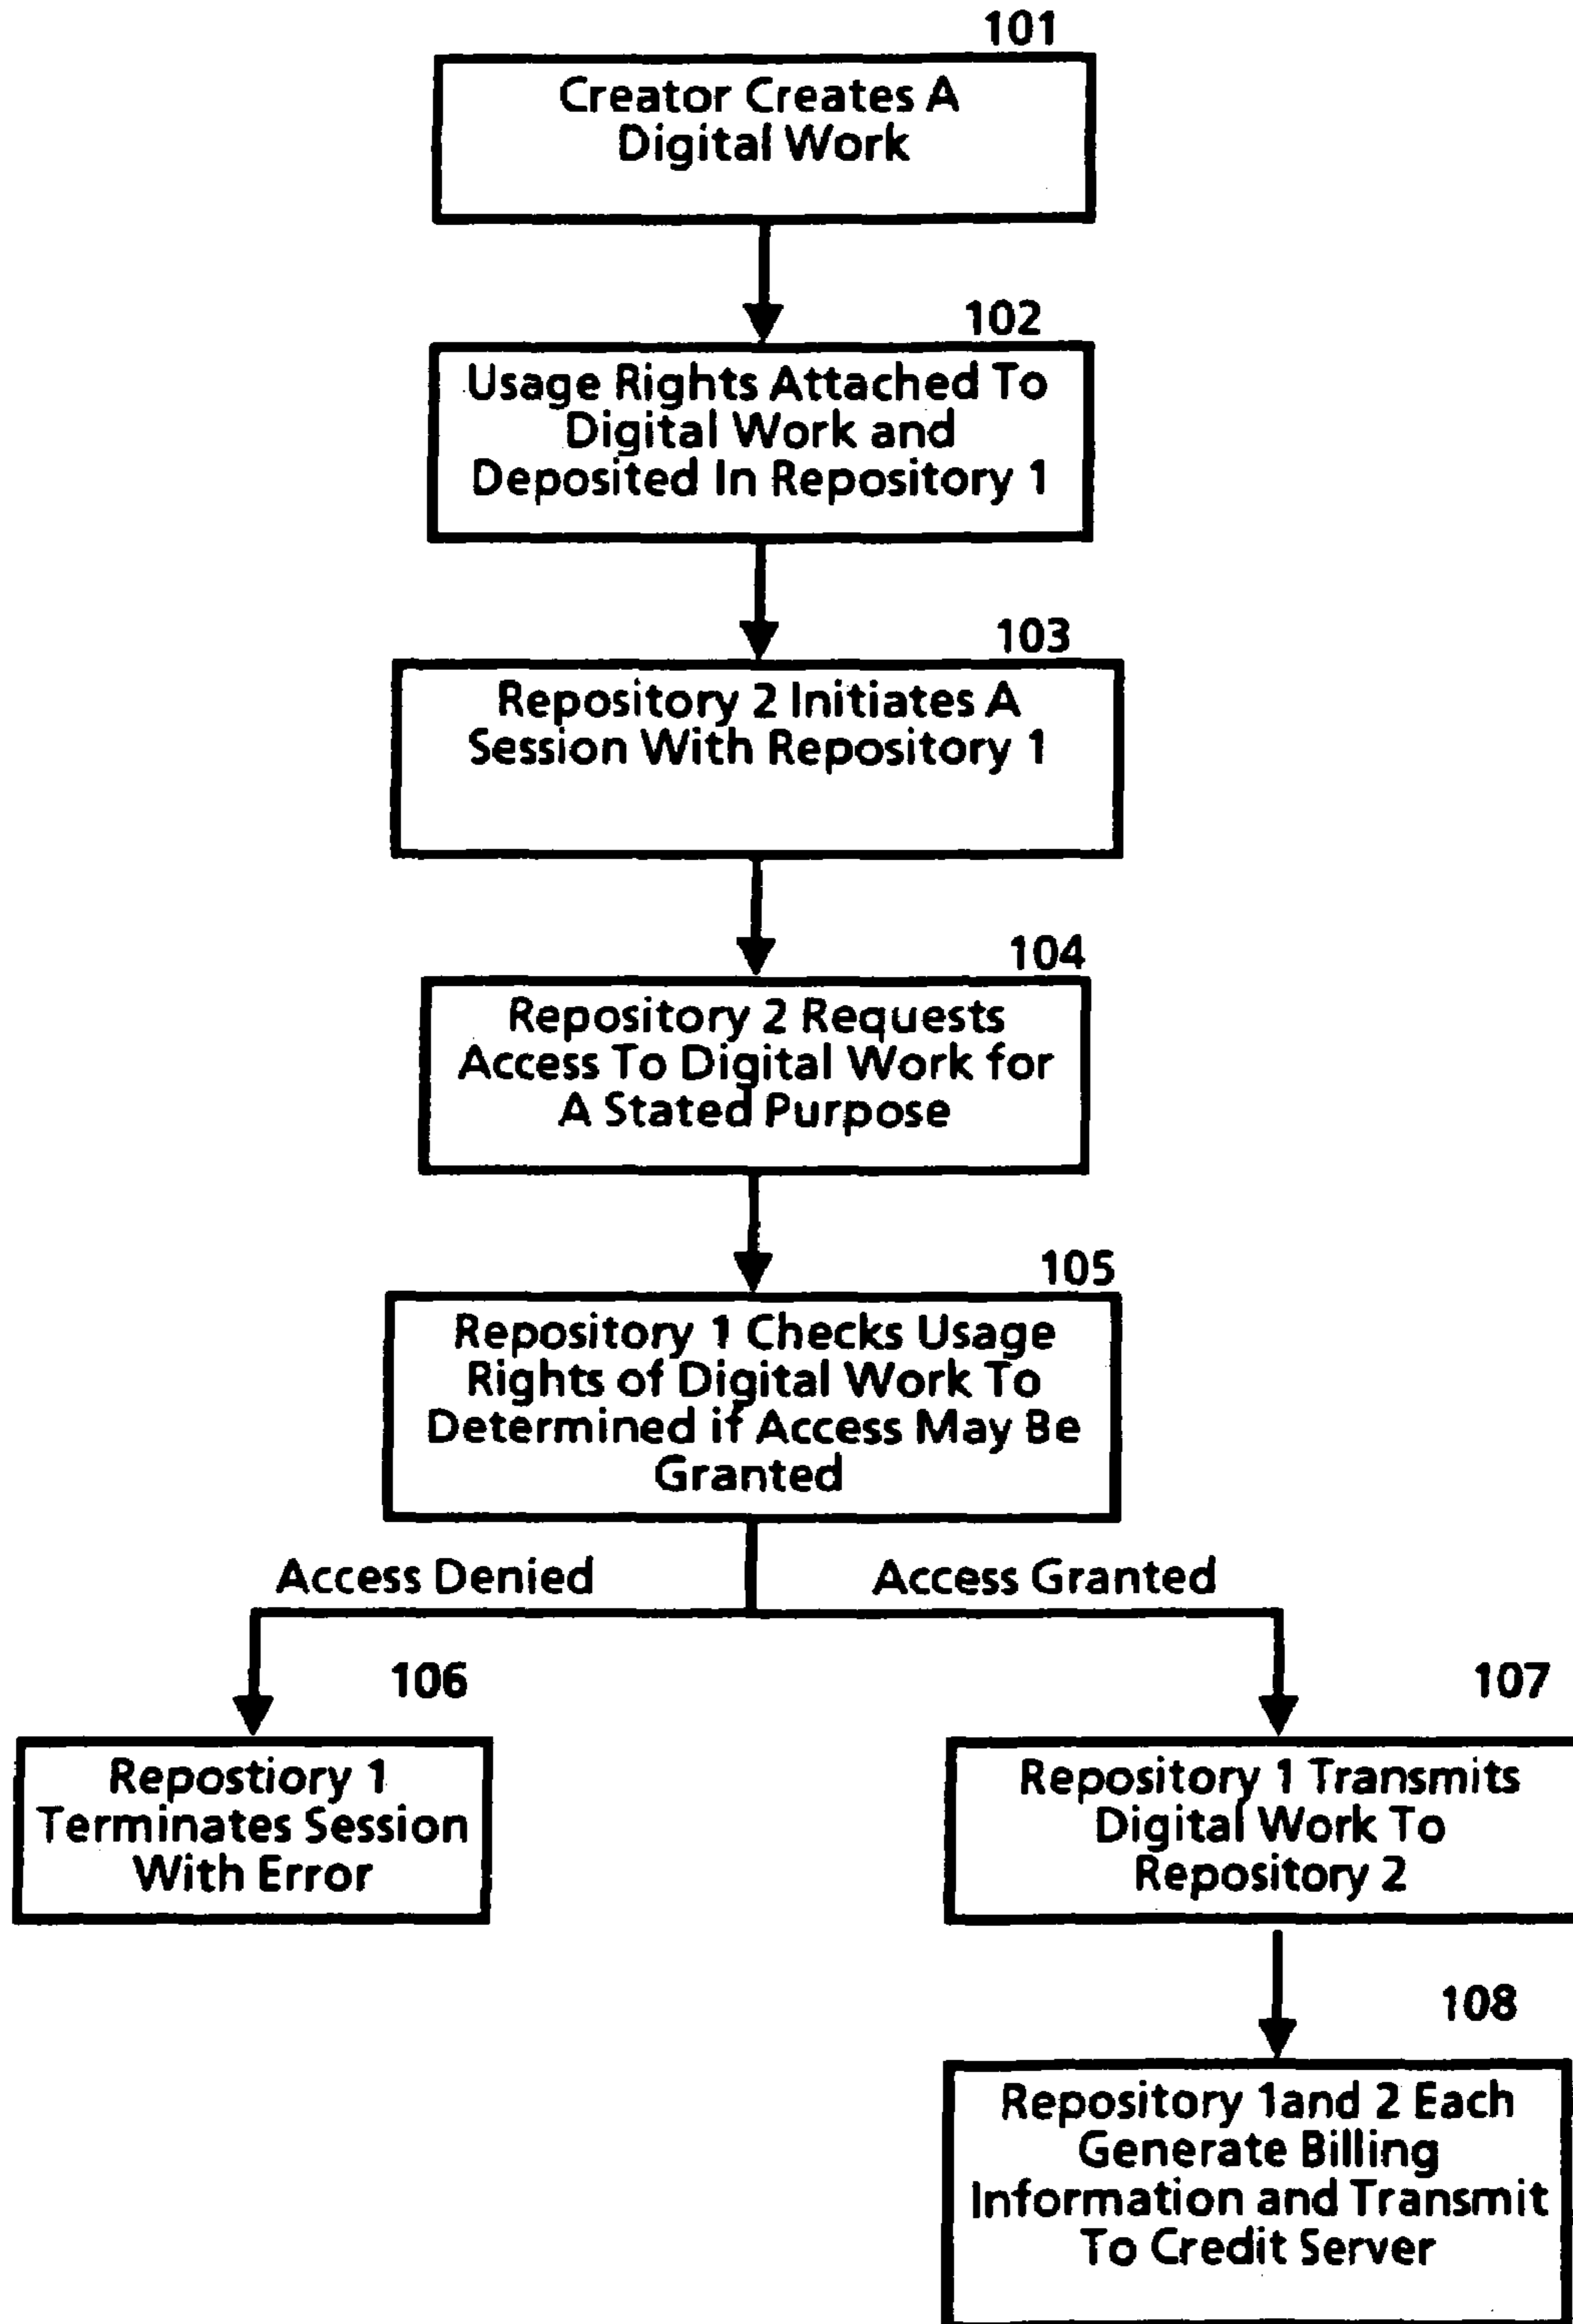 101
Creator Creates A
Digital Work
102
Usage Rights Attached To
Digital Work and
Deposited In Repository 1
103
Repository 2 Initiates A
Session With Repository 1
104
Repository 2 Requests
Access To Digital Work for
A Stated Purpose
105
Repository 1 Checks Usage
Rights of Digital Work To
Determined if Access May Be
Granted
Access Denied
Access Granted
106
Repostiory 1
Terminates Session
With Error
107
Repository 1 Transmits
Digital Work To
Repository 2
108
Repository 1and 2 Each
Generate Billing
Information and Transmit
To Credit Server